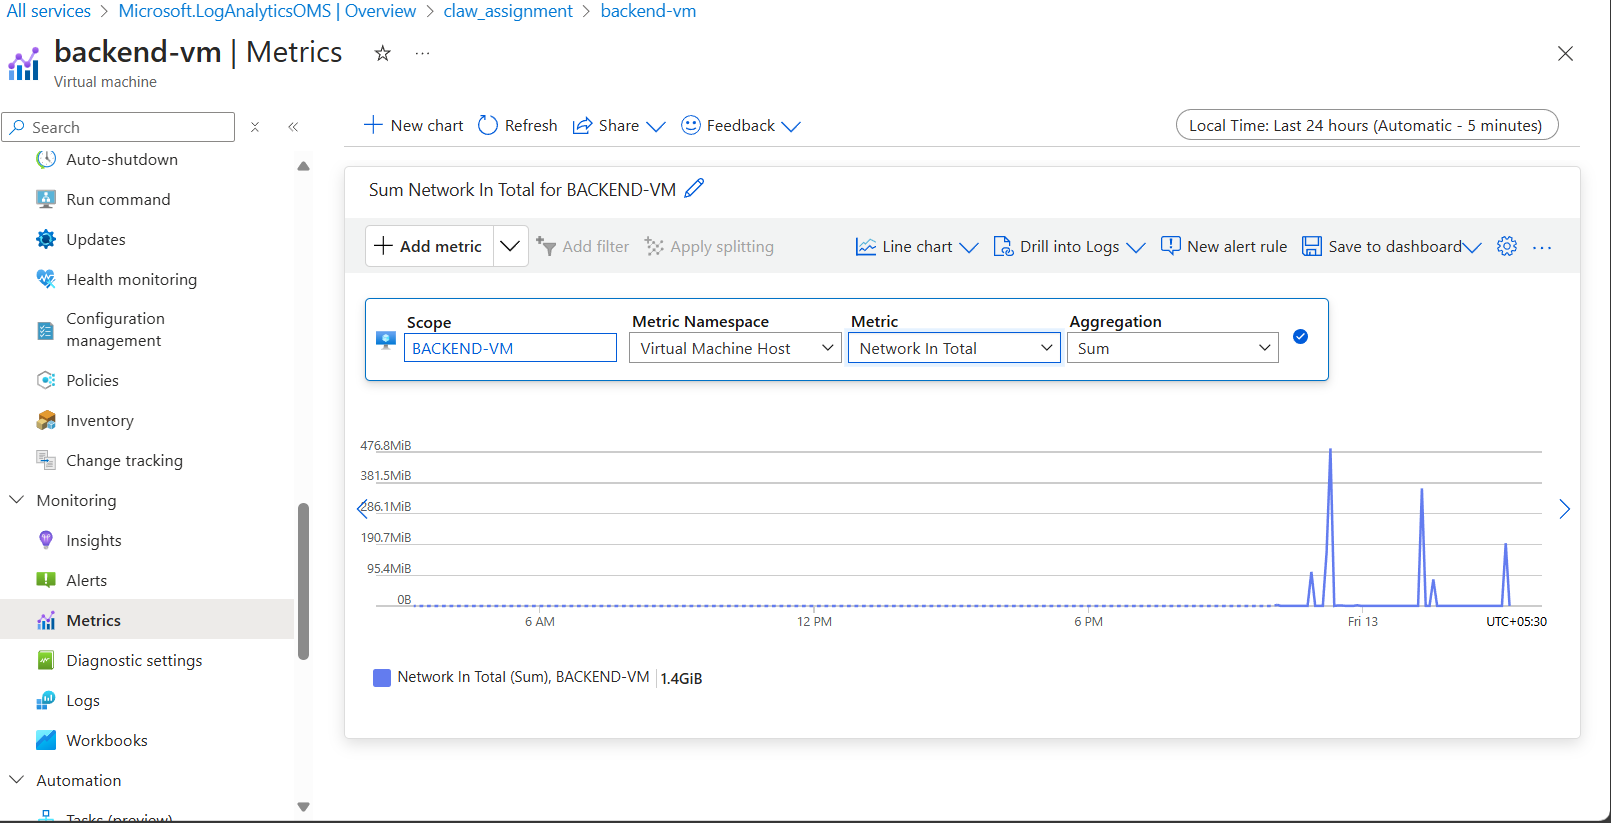 All services > Microsoft.LogAnalyticsOMS | Overview > claw_assignment > backend-vm
backend-vm | Metrics
Virtual machine
Search
Auto-shutdown
Run command
Updates
Health monitoring
Configuration
management
Policies
Inventory
Change tracking
Monitoring
Insights
Alerts
Metrics
Diagnostic settings
Logs
Workbooks
Automation
Tasks (preview)
New chart Refresh Share Feedback
Local Time: Last 24 hours (Automatic - 5 minutes)
Sum Network In Total for BACKEND-VM
Add metric Add filter Apply splitting Line chart Drill into Logs New alert rule Save to dashboard
Scope Metric Namespace Metric Aggregation
BACKEND-VM Virtual Machine Host Network In Total Sum
476.8MiB
381.5MiB
286.1MiB
190.7MiB
95.4MiB
0B
6 AM 12 PM 6 PM Fri 13 UTC+05:30
Network In Total (Sum), BACKEND-VM 1.4GiB